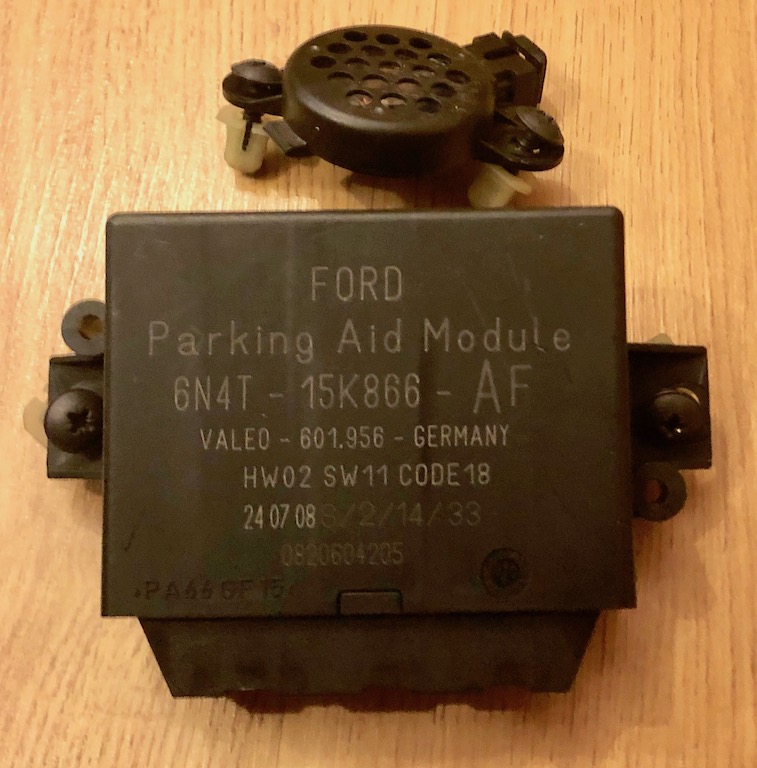 FORD
Parking Aid Module
6N4T - 15K866 - AF
VALEO - 601.956 - GERMANY
HW02 SW11 CODE18
24 07 08 S/2/14/33
0820604205